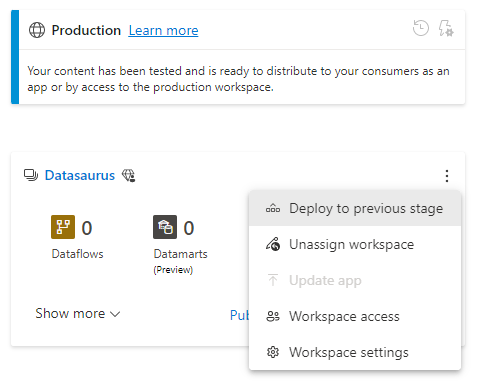 Production Learn more
Your content has been tested and is ready to distribute to your consumers as an
app or by access to the production workspace.
Datasaurus
0
Dataflows
0
Datamarts
(Preview)
Show more
Deploy to previous stage
Unassign workspace
Update app
Workspace access
Workspace settings